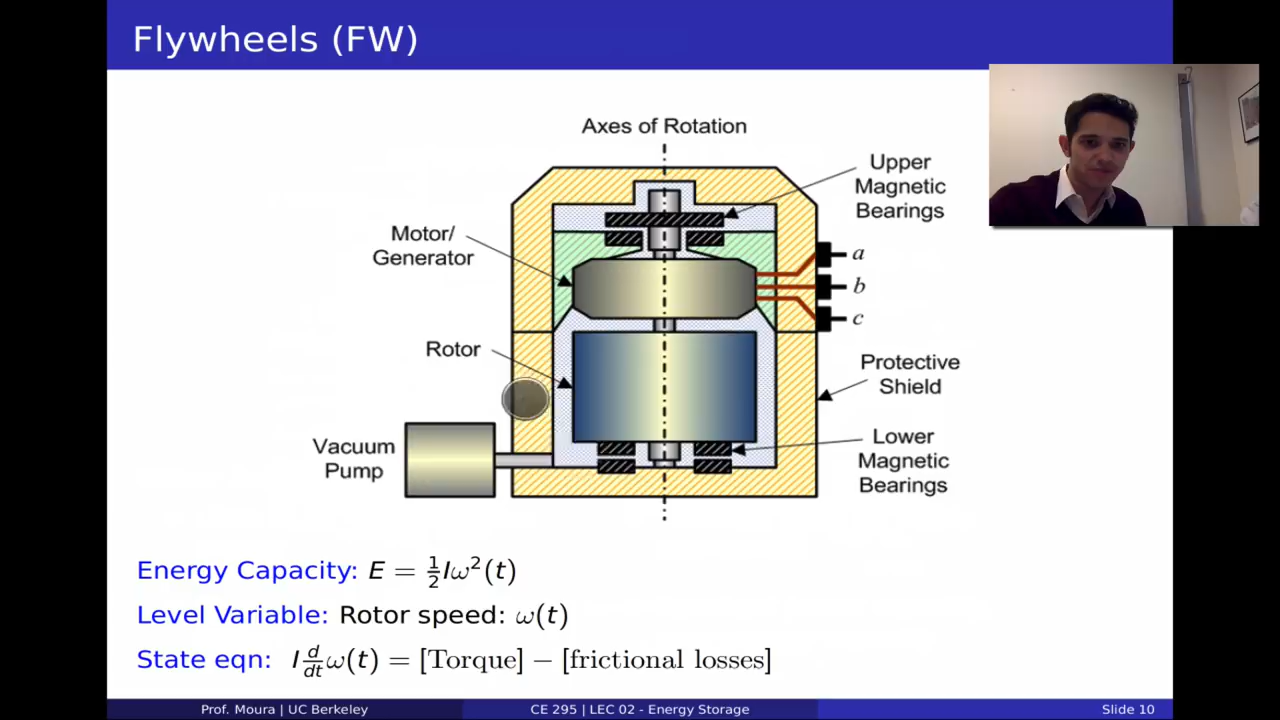 Flywheels (FW)
Axes of Rotation
Upper
Magnetic
Bearings
Motor/
Generator
a
b
c
Rotor
Protective
Shield
Vacuum
Pump
Lower
Magnetic
Bearings
Energy Capacity: E = ½Iω²(t)
Level Variable: Rotor speed: ω(t)
State eqn: I d/dt ω(t) = [Torque] − [frictional losses]
Prof. Moura | UC Berkeley
CE 295 | LEC 02 - Energy Storage
Slide 10